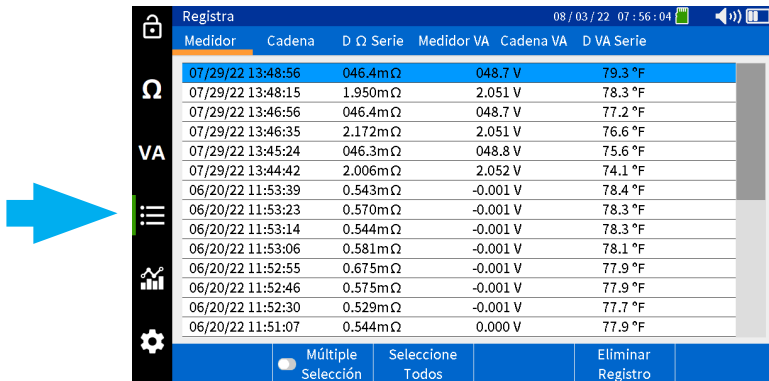 Registra 08/03/22 07:56:04
Medidor Cadena D Ω Serie Medidor VA Cadena VA D VA Serie
07/29/22 13:48:56 046.4mΩ 048.7 V 79.3 °F
Ω 07/29/22 13:48:15 1.950mΩ 2.051 V 78.3 °F
07/29/22 13:46:56 046.4mΩ 048.7 V 77.2 °F
07/29/22 13:46:35 2.172mΩ 2.051 V 76.6 °F
VA 07/29/22 13:45:24 046.3mΩ 048.8 V 75.6 °F
07/29/22 13:44:42 2.006mΩ 2.052 V 74.1 °F
06/20/22 11:53:39 0.543mΩ -0.001 V 78.4 °F
06/20/22 11:53:23 0.570mΩ -0.001 V 78.3 °F
06/20/22 11:53:14 0.544mΩ -0.001 V 78.3 °F
06/20/22 11:53:06 0.581mΩ -0.001 V 78.1 °F
06/20/22 11:52:55 0.675mΩ -0.001 V 77.9 °F
06/20/22 11:52:46 0.575mΩ -0.001 V 77.9 °F
06/20/22 11:52:30 0.529mΩ -0.001 V 77.7 °F
06/20/22 11:51:07 0.544mΩ 0.000 V 77.9 °F
Múltiple Seleccione Eliminar
Selección Todos Registro